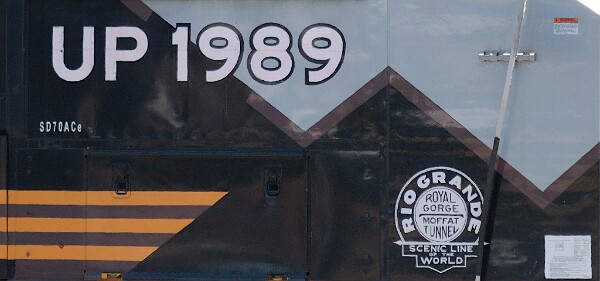 UP 1989
SD70ACe
RIO GRANDE
ROYAL
GORGE
MOFFAT
TUNNEL
SCENIC LINE
OF THE
WORLD